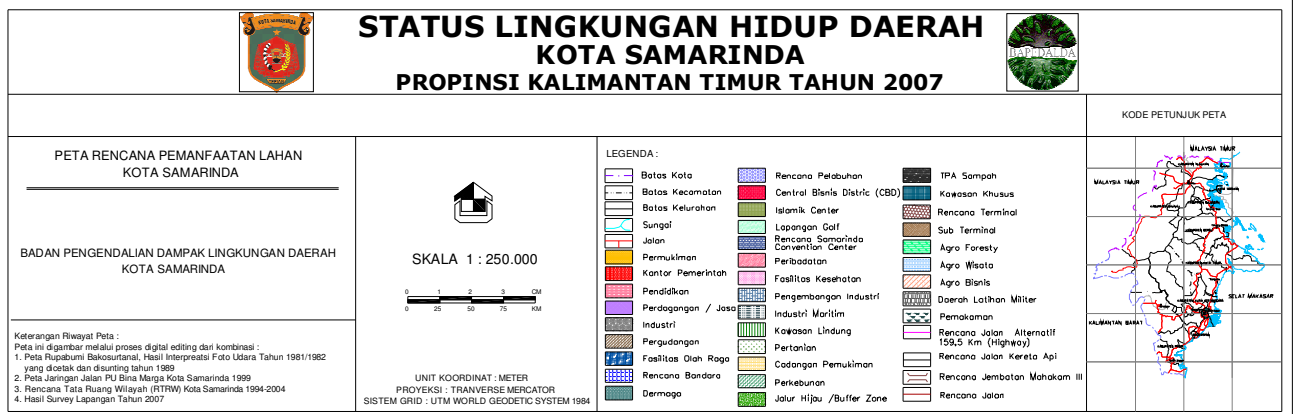 KOTA SAMARINDA
BAPEDALDA
STATUS LINGKUNGAN HIDUP DAERAH
KOTA SAMARINDA
PROPINSI KALIMANTAN TIMUR TAHUN 2007
KODE PETUNJUK PETA
PETA RENCANA PEMANFAATAN LAHAN
KOTA SAMARINDA
BADAN PENGENDALIAN DAMPAK LINGKUNGAN DAERAH
KOTA SAMARINDA
Keterangan Riwayat Peta :
Peta ini digambar melalui proses digital editing dari kombinasi :
1. Peta Rupabumi Bakosurtanal, Hasil Interpreatsi Foto Udara Tahun 1981/1982
yang dicetak dan disunting tahun 1989
2. Peta Jaringan Jalan PU Bina Marga Kota Samarinda 1999
3. Rencana Tata Ruang Wilayah (RTRW) Kota Samarinda 1994-2004
4. Hasil Survey Lapangan Tahun 2007
SKALA 1 : 250.000
0 1 2 3 CM
0 25 50 75 KM
UNIT KOORDINAT : METER
PROYEKSI : TRANVERSE MERCATOR
SISTEM GRID : UTM WORLD GEODETIC SYSTEM 1984
LEGENDA :
Batas Kota
Batas Kecamatan
Batas Kelurahan
Sungai
Jalan
Permukiman
Kantor Pemerintah
Pendidikan
Perdagangan / Jasa
Industri
Pergudangan
Fasilitas Olah Raga
Rencana Bandara
Dermaga
Rencana Pelabuhan
Central Bisnis Distric (CBD)
Islamik Center
Lapangan Golf
Rencana Samarinda
Convention Center
Peribadatan
Fasilitas Kesehatan
Pengembangan Industri
Industri Maritim
Kawasan Lindung
Pertanian
Cadangan Pemukiman
Perkebunan
Jalur Hijau /Buffer Zone
TPA Sampah
Kawasan Khusus
Rencana Terminal
Sub Terminal
Agro Foresty
Agro Wisata
Agro Bisnis
Daerah Latihan Militer
Pemakaman
Rencana Jalan Alternatif
159,5 Km (Highway)
Rencana Jalan Kereta Api
Rencana Jembatan Mahakam III
Rencana Jalan
MALAYSIA TIMUR
MALAYSIA TIMUR
SELAT MAKASAR
KALIMANTAN BARAT